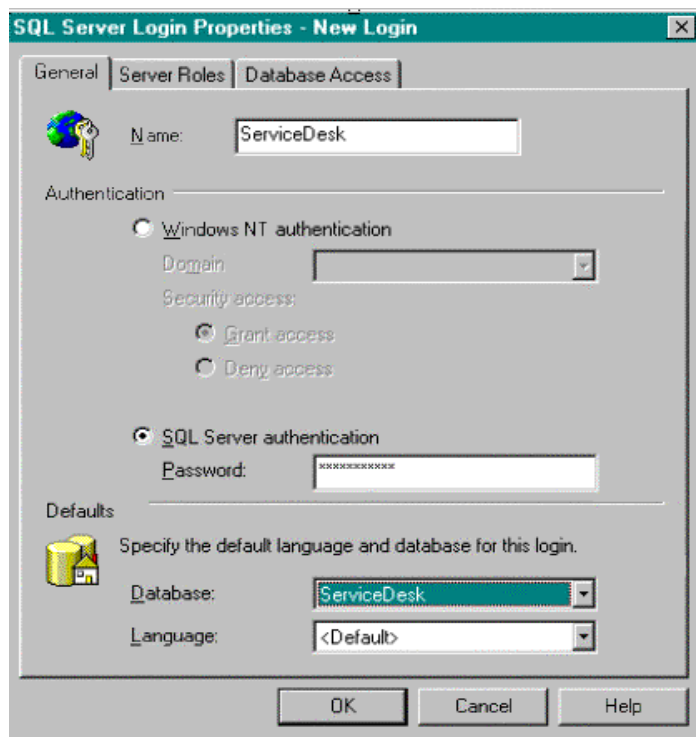 SQL Server Login Properties - New Login
General Server Roles Database Access
Name: ServiceDesk
Authentication
Windows NT authentication
Domain
Security access:
Grant access
Deny access
SQL Server authentication
Password: ***********
Defaults
Specify the default language and database for this login.
Database: ServiceDesk
Language: <Default>
OK Cancel Help